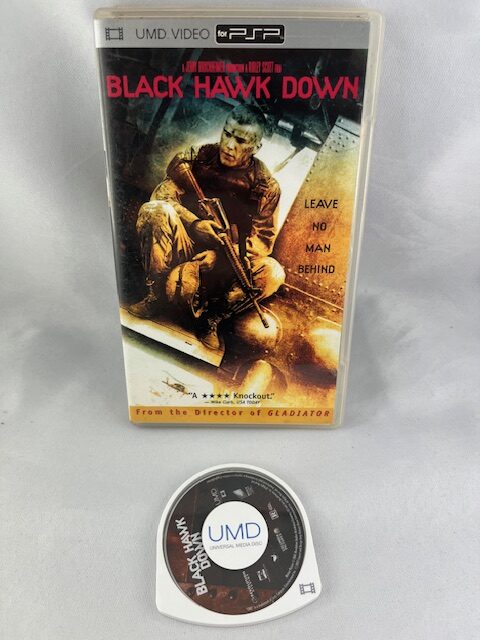 UMD VIDEO for PSP
A JERRY BRUCKHEIMER PRODUCTION A RIDLEY SCOTT FILM
BLACK HAWK DOWN
LEAVE
NO
MAN
BEHIND
"A ★★★★ Knockout."
— Mike Clark, USA TODAY
From the Director of GLADIATOR
UMD
UNIVERSAL MEDIA DISC
BLACK HAWK
DOWN